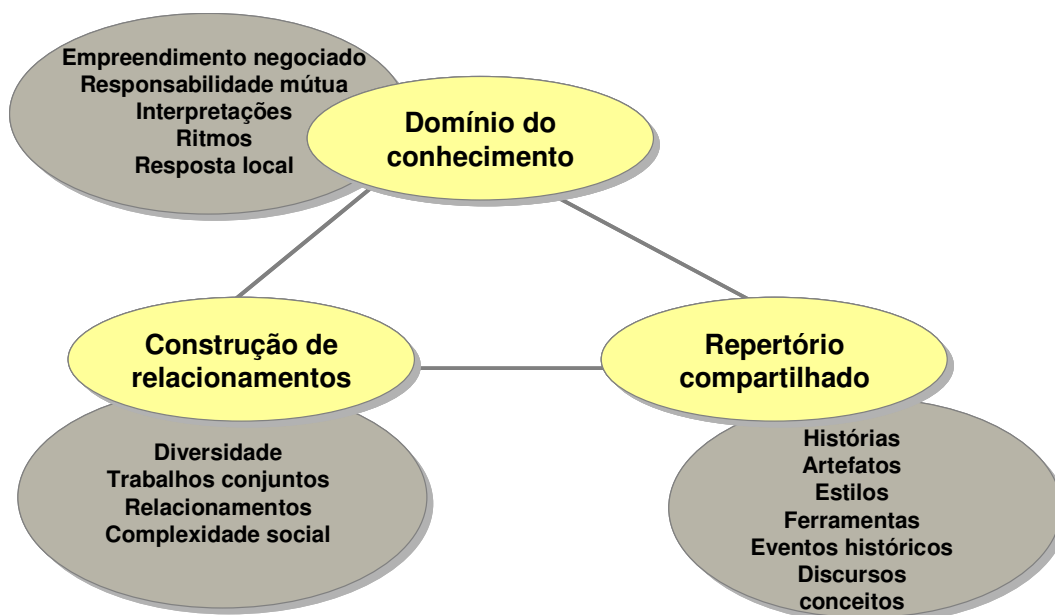 Empreendimento negociado
Responsabilidade mútua
Interpretações
Ritmos
Resposta local
Domínio do
conhecimento
Construção de
relacionamentos
Diversidade
Trabalhos conjuntos
Relacionamentos
Complexidade social
Repertório
compartilhado
Histórias
Artefatos
Estilos
Ferramentas
Eventos históricos
Discursos
conceitos